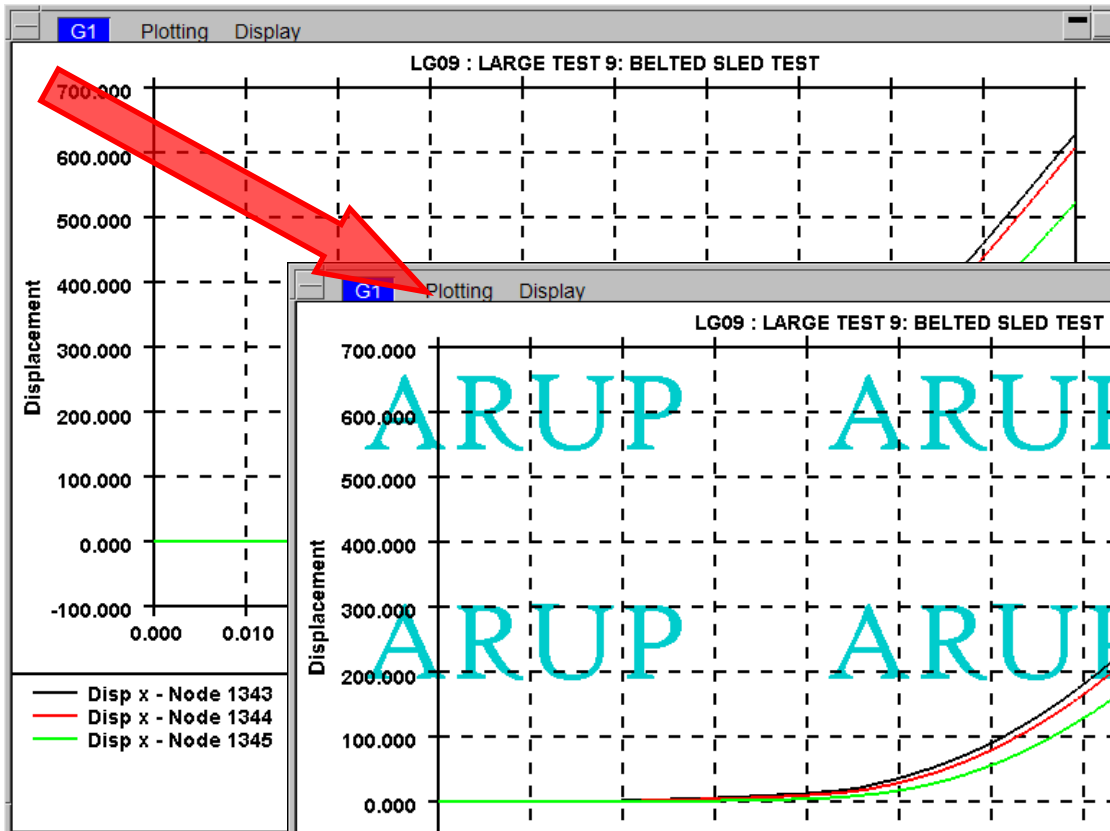 G1 Plotting Display
LG09 : LARGE TEST 9: BELTED SLED TEST
700.000
600.000
500.000
400.000
300.000
200.000
100.000
0.000
-100.000
Displacement
0.000 0.010
Disp x - Node 1343
Disp x - Node 1344
Disp x - Node 1345
G1 Plotting Display
LG09 : LARGE TEST 9: BELTED SLED TEST
700.000
ARUP ARUP
600.000
500.000
400.000
300.000
ARUP ARUP
200.000
100.000
0.000
Displacement